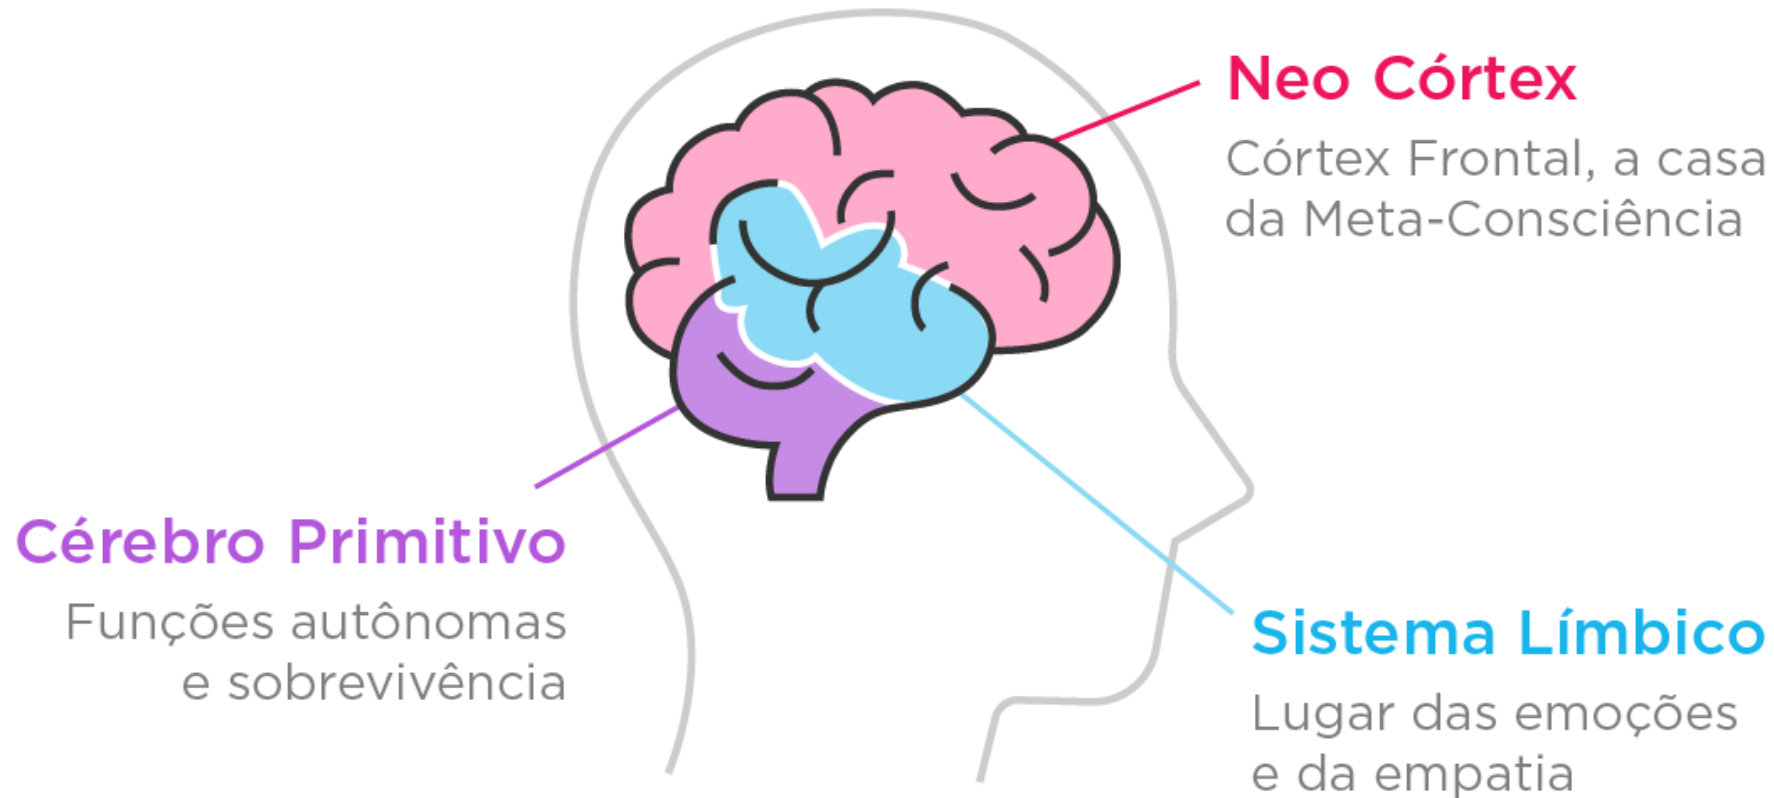 Neo Córtex
Córtex Frontal, a casa
da Meta-Consciência
Cérebro Primitivo
Funções autônomas
e sobrevivência
Sistema Límbico
Lugar das emoções
e da empatia